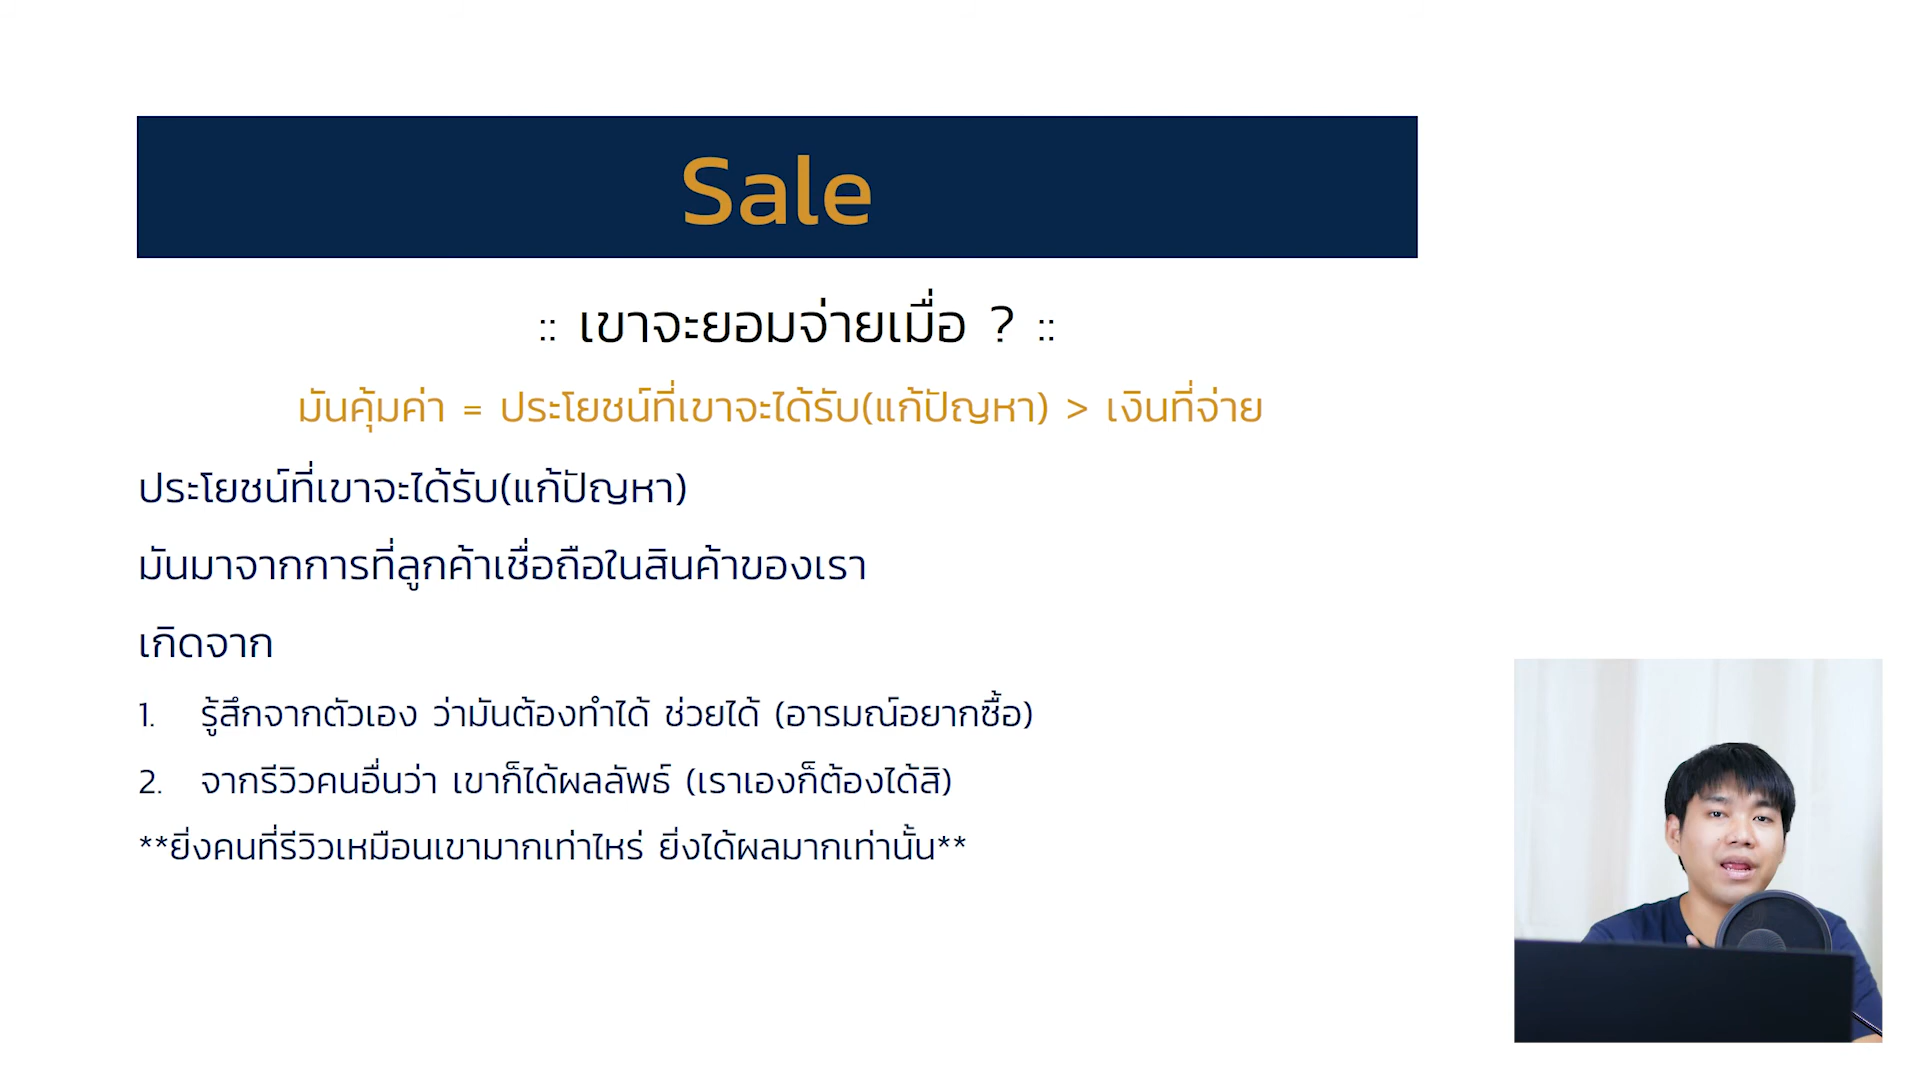 Sale
:: เขาจะยอมจ่ายเมื่อ ? ::
มันคุ้มค่า = ประโยชน์ที่เขาจะได้รับ(แก้ปัญหา) > เงินที่จ่าย
ประโยชน์ที่เขาจะได้รับ(แก้ปัญหา)
มันมาจากการที่ลูกค้าเชื่อถือในสินค้าของเรา
เกิดจาก
1. รู้สึกจากตัวเอง ว่ามันต้องทำได้ ช่วยได้ (อารมณ์อยากซื้อ)
2. จากรีวิวคนอื่นว่า เขาก็ได้ผลลัพธ์ (เราเองก็ต้องได้สิ)
**ยิ่งคนที่รีวิวเหมือนเขามากเท่าไหร่ ยิ่งได้ผลมากเท่านั้น**